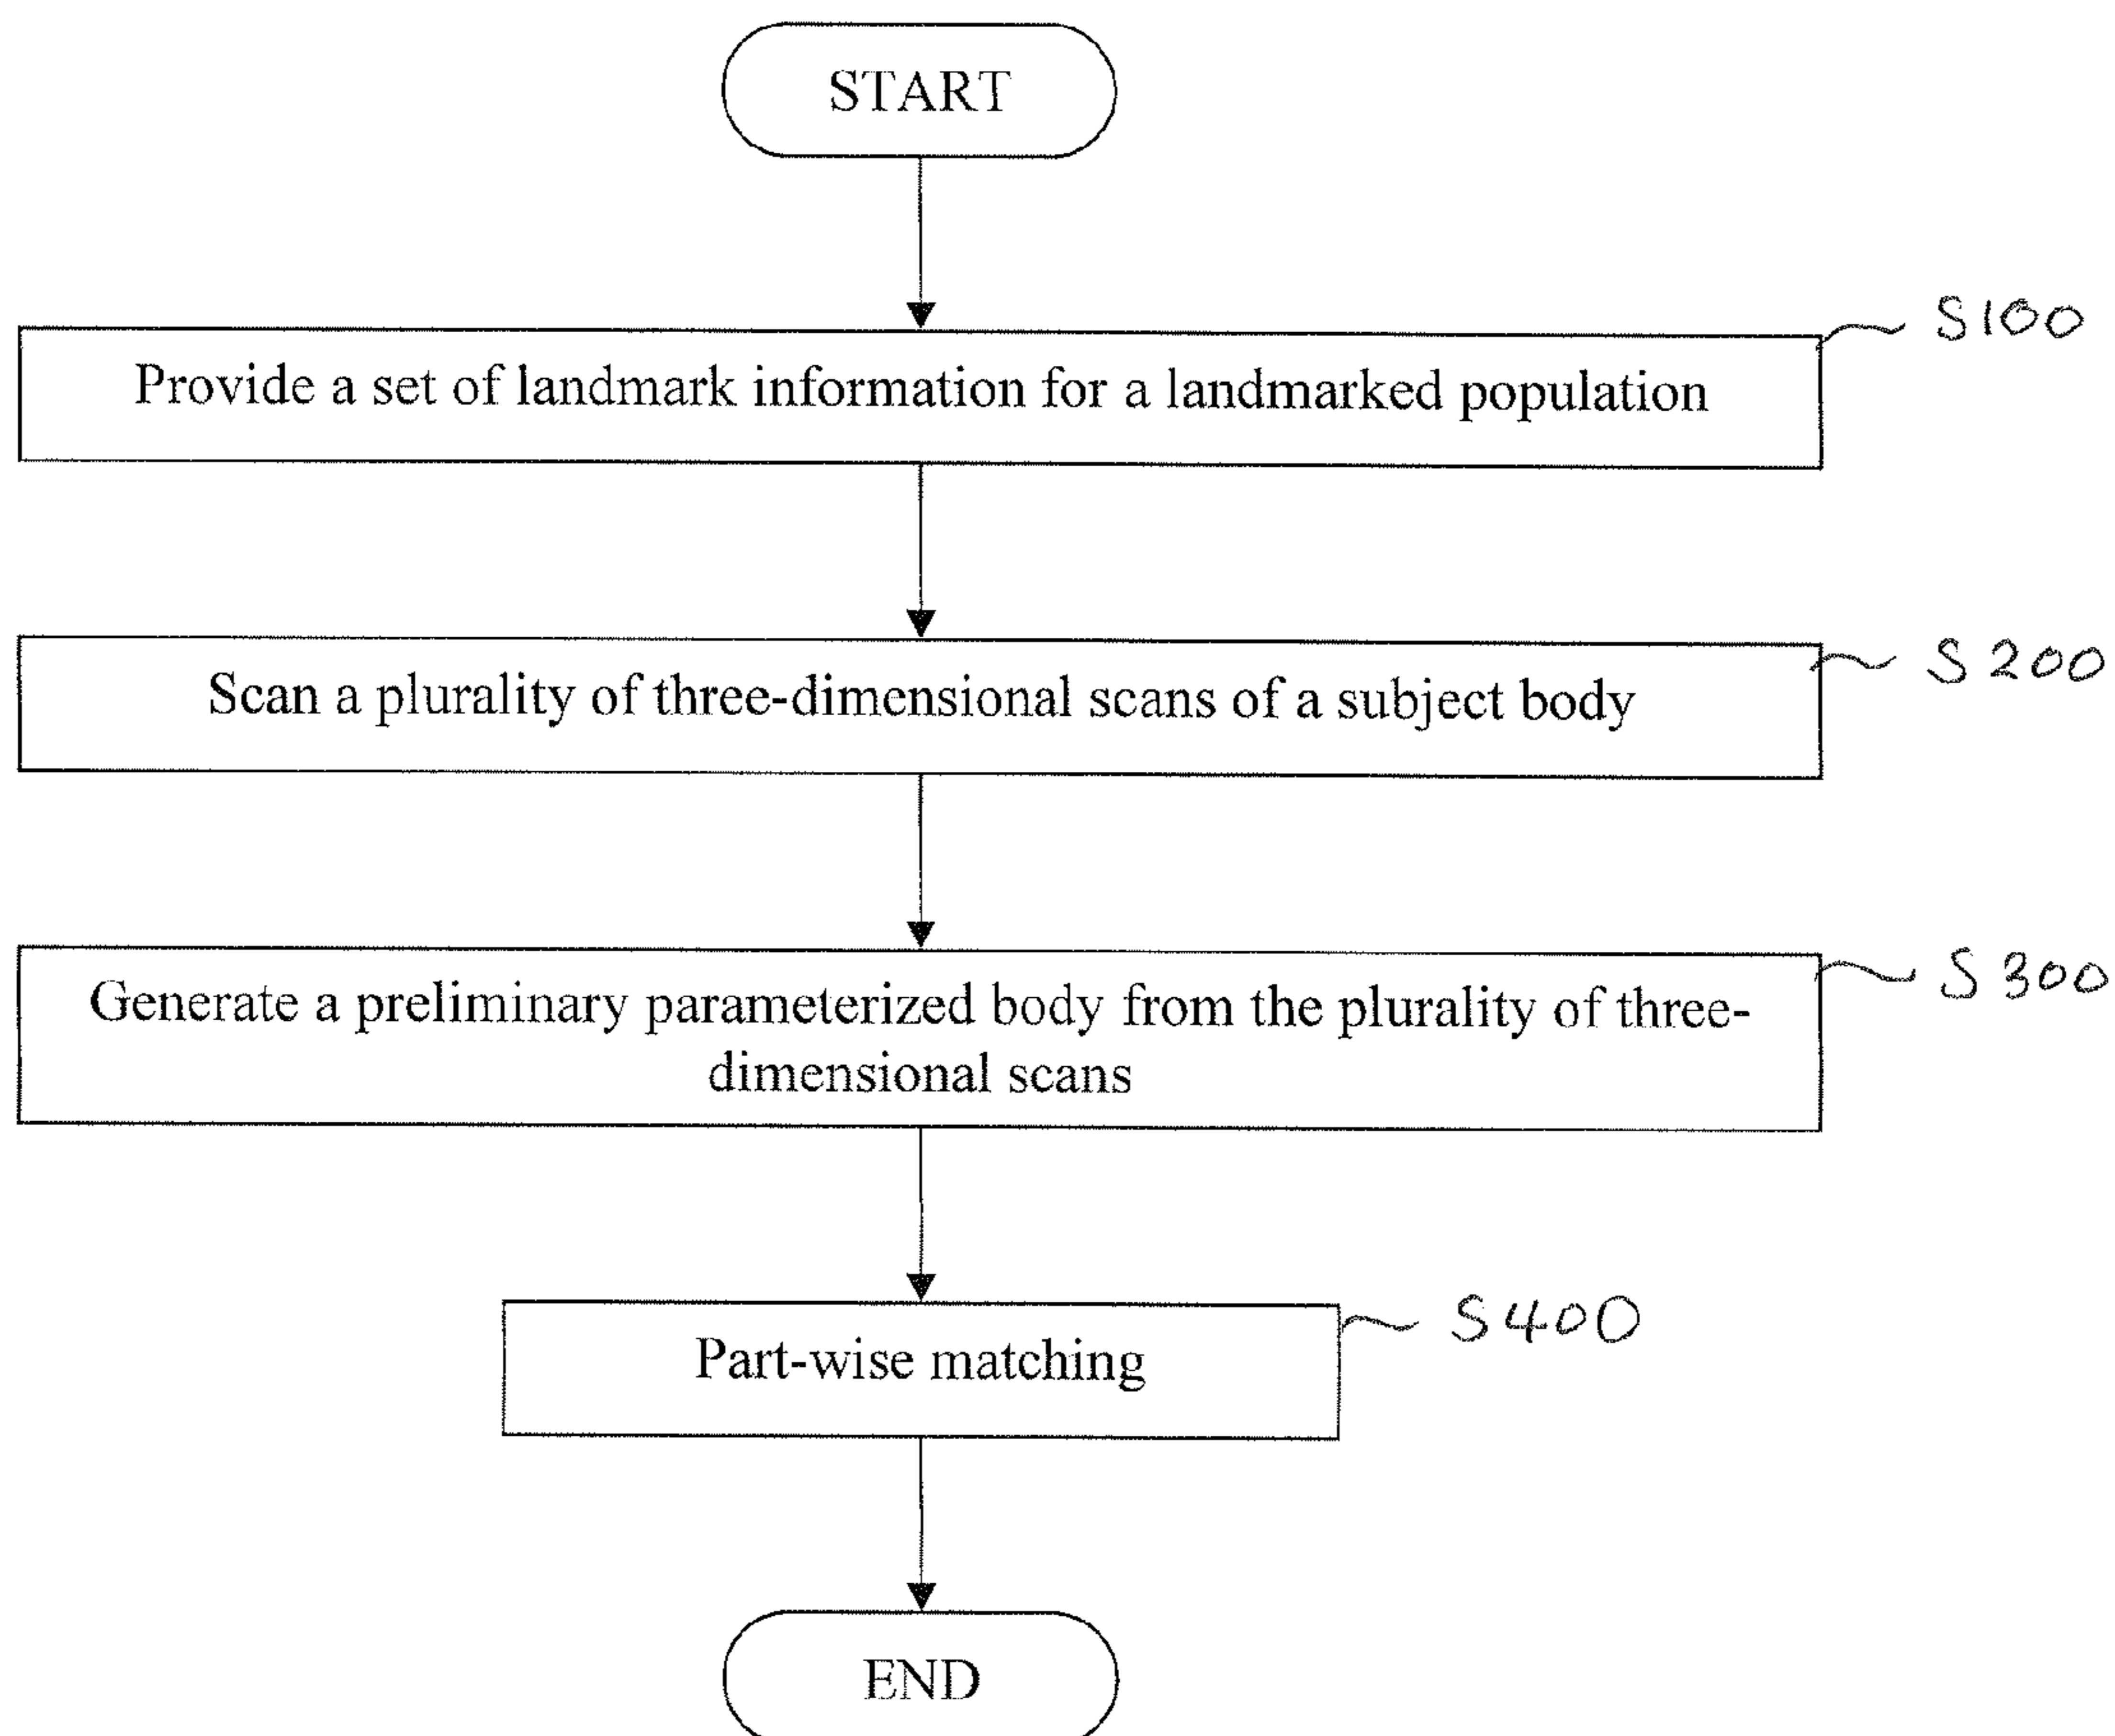 START
S100
Provide a set of landmark information for a landmarked population
S200
Scan a plurality of three-dimensional scans of a subject body
S300
Generate a preliminary parameterized body from the plurality of three-
dimensional scans
S400
Part-wise matching
END